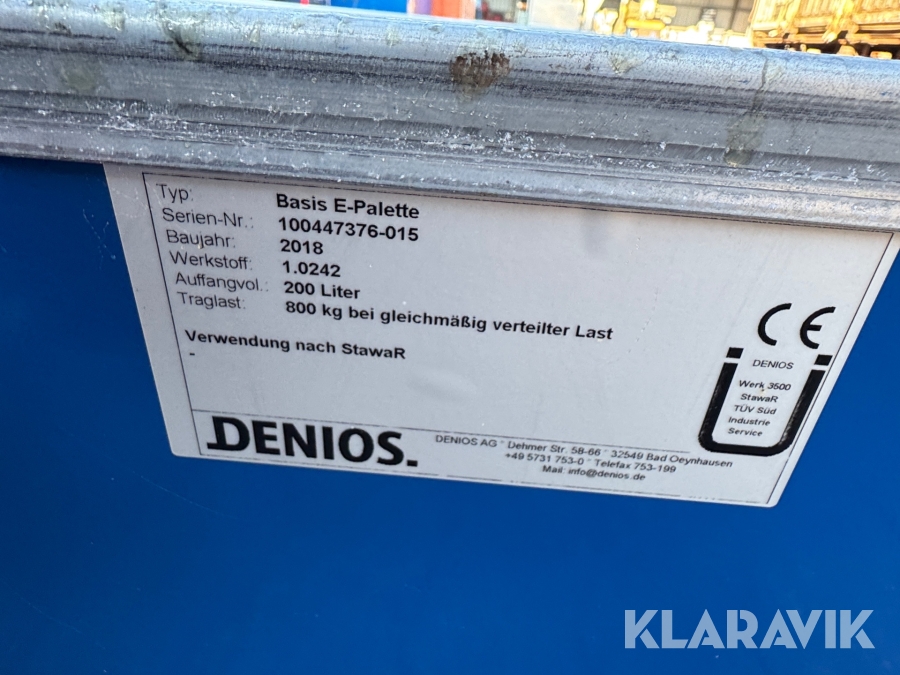 Typ: Basis E-Palette
Serien-Nr.: 100447376-015
Baujahr: 2018
Werkstoff: 1.0242
Auffangvol.: 200 Liter
Traglast: 800 kg bei gleichmäßig verteilter Last
Verwendung nach StawaR
-
CE
DENIOS
Werk 3500
StawaR
TÜV Süd
Industrie
Service
DENIOS.
DENIOS AG * Dehmer Str. 58-66 * 32549 Bad Oeynhausen
+49 5731 753-0 * Telefax 753-199
Mail: info@denios.de
KLARAVIK